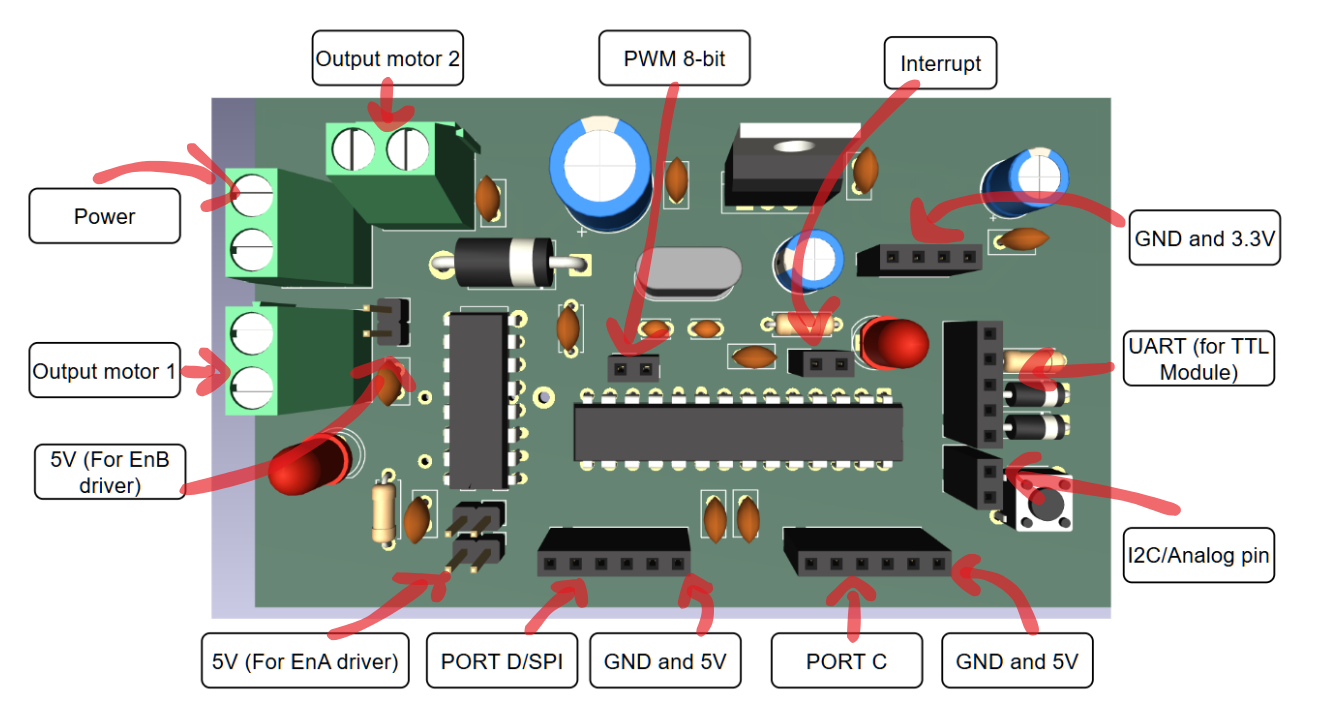 Output motor 2
PWM 8-bit
Interrupt
Power
GND and 3.3V
Output motor 1
UART (for TTL
Module)
5V (For EnB
driver)
I2C/Analog pin
5V (For EnA driver)
PORT D/SPI
GND and 5V
PORT C
GND and 5V